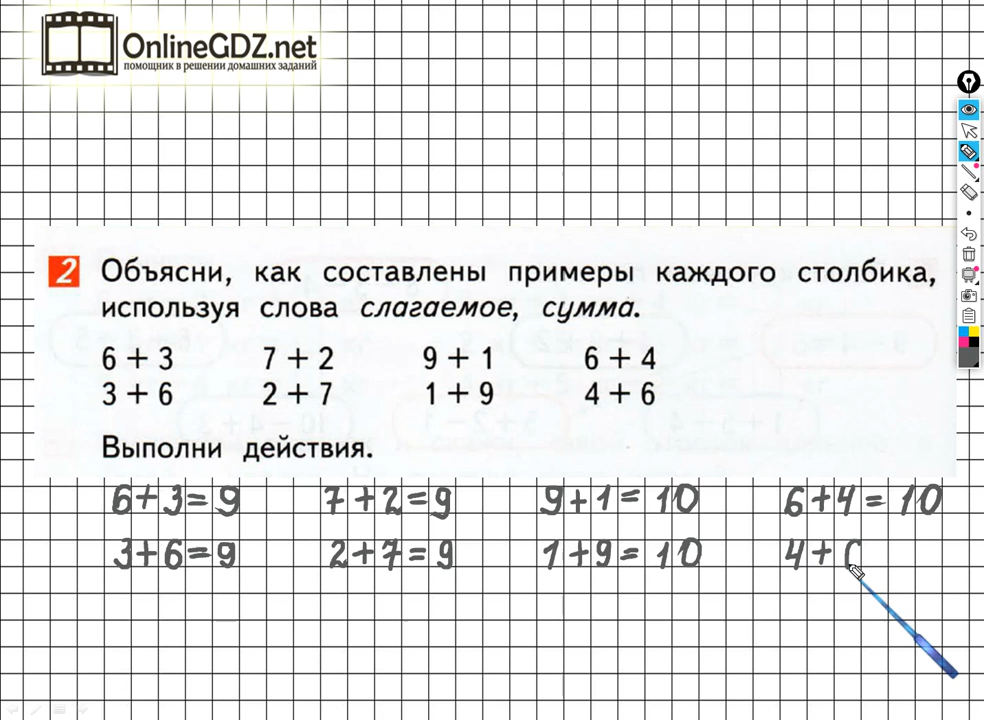 OnlineGDZ.net
помощник в решении домашних заданий
2 Объясни, как составлены примеры каждого столбика,
используя слова слагаемое, сумма.
6 + 3 7 + 2 9 + 1 6 + 4
3 + 6 2 + 7 1 + 9 4 + 6
Выполни действия.
6+3=9 7+2=9 9+1=10 6+4=10
3+6=9 2+7=9 1+9=10 4+